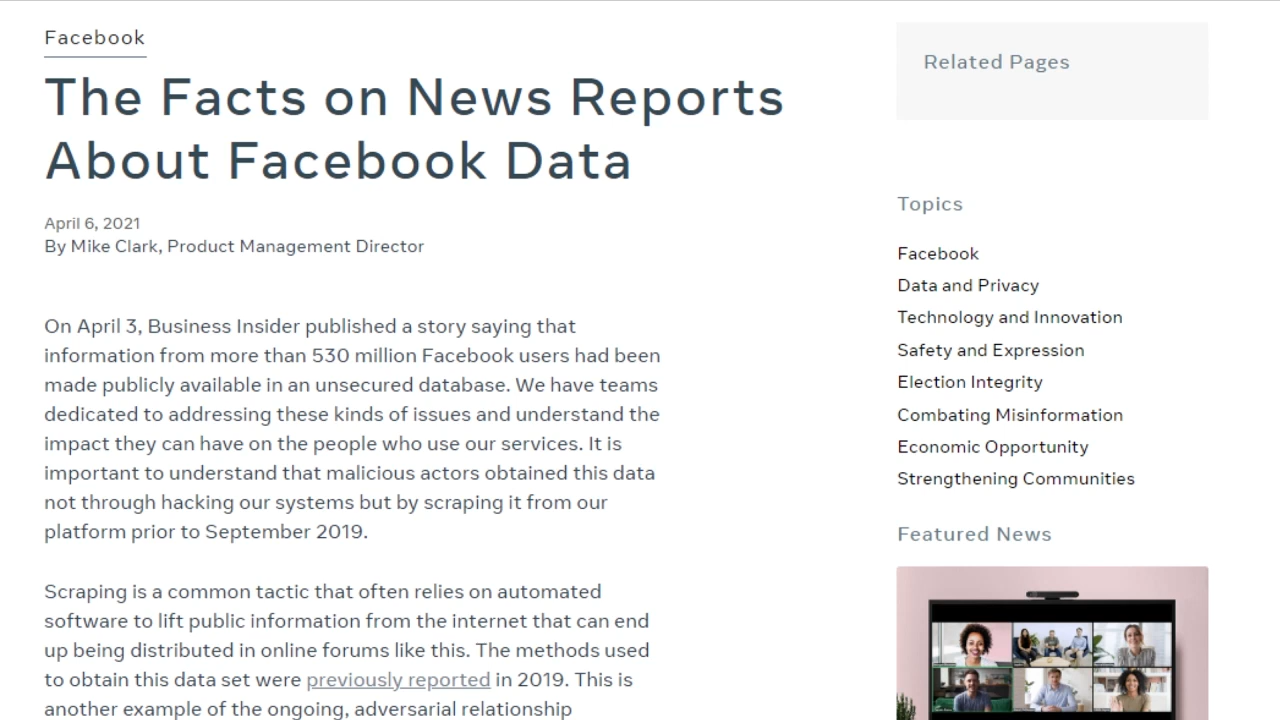 Facebook
The Facts on News Reports
About Facebook Data
April 6, 2021
By Mike Clark, Product Management Director
On April 3, Business Insider published a story saying that
information from more than 530 million Facebook users had been
made publicly available in an unsecured database. We have teams
dedicated to addressing these kinds of issues and understand the
impact they can have on the people who use our services. It is
important to understand that malicious actors obtained this data
not through hacking our systems but by scraping it from our
platform prior to September 2019.
Scraping is a common tactic that often relies on automated
software to lift public information from the internet that can end
up being distributed in online forums like this. The methods used
to obtain this data set were previously reported in 2019. This is
another example of the ongoing, adversarial relationship
Related Pages
Topics
Facebook
Data and Privacy
Technology and Innovation
Safety and Expression
Election Integrity
Combating Misinformation
Economic Opportunity
Strengthening Communities
Featured News